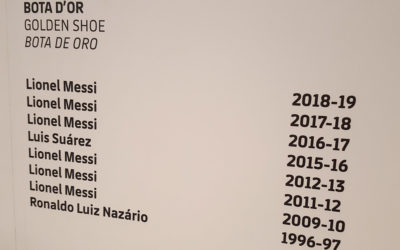 BOTA D'OR
GOLDEN SHOE
BOTA DE ORO
Lionel Messi 2018-19
Lionel Messi 2017-18
Lionel Messi 2016-17
Luis Suárez 2015-16
Lionel Messi 2012-13
Lionel Messi 2011-12
Lionel Messi 2009-10
Ronaldo Luiz Nazário 1996-97